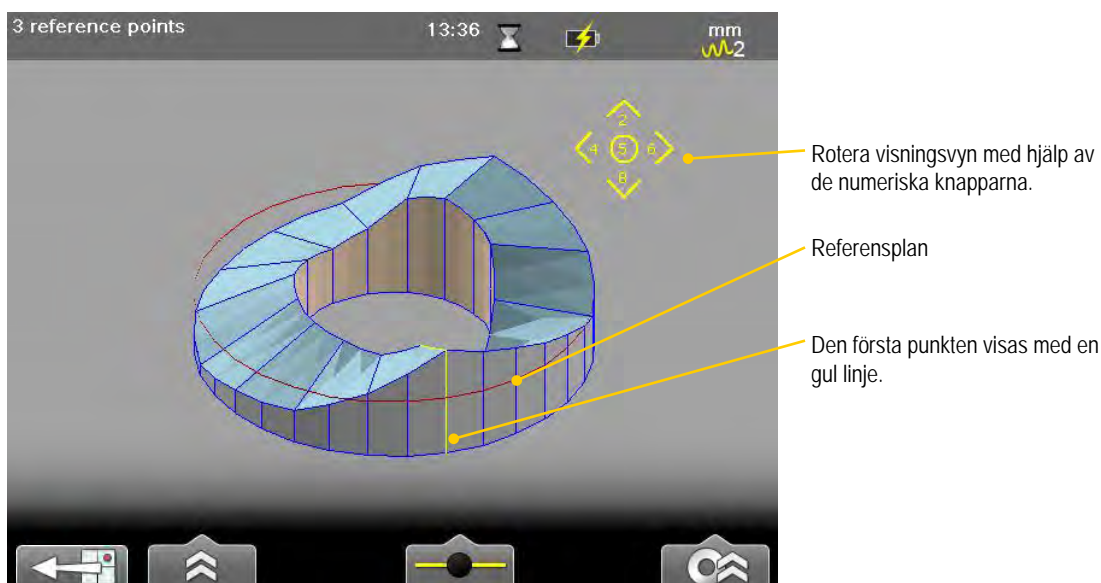 3 reference points
13:36
mm
2
2
4 5 6
8
Rotera visningsvyn med hjälp av
de numeriska knapparna.
Referensplan
Den första punkten visas med en
gul linje.